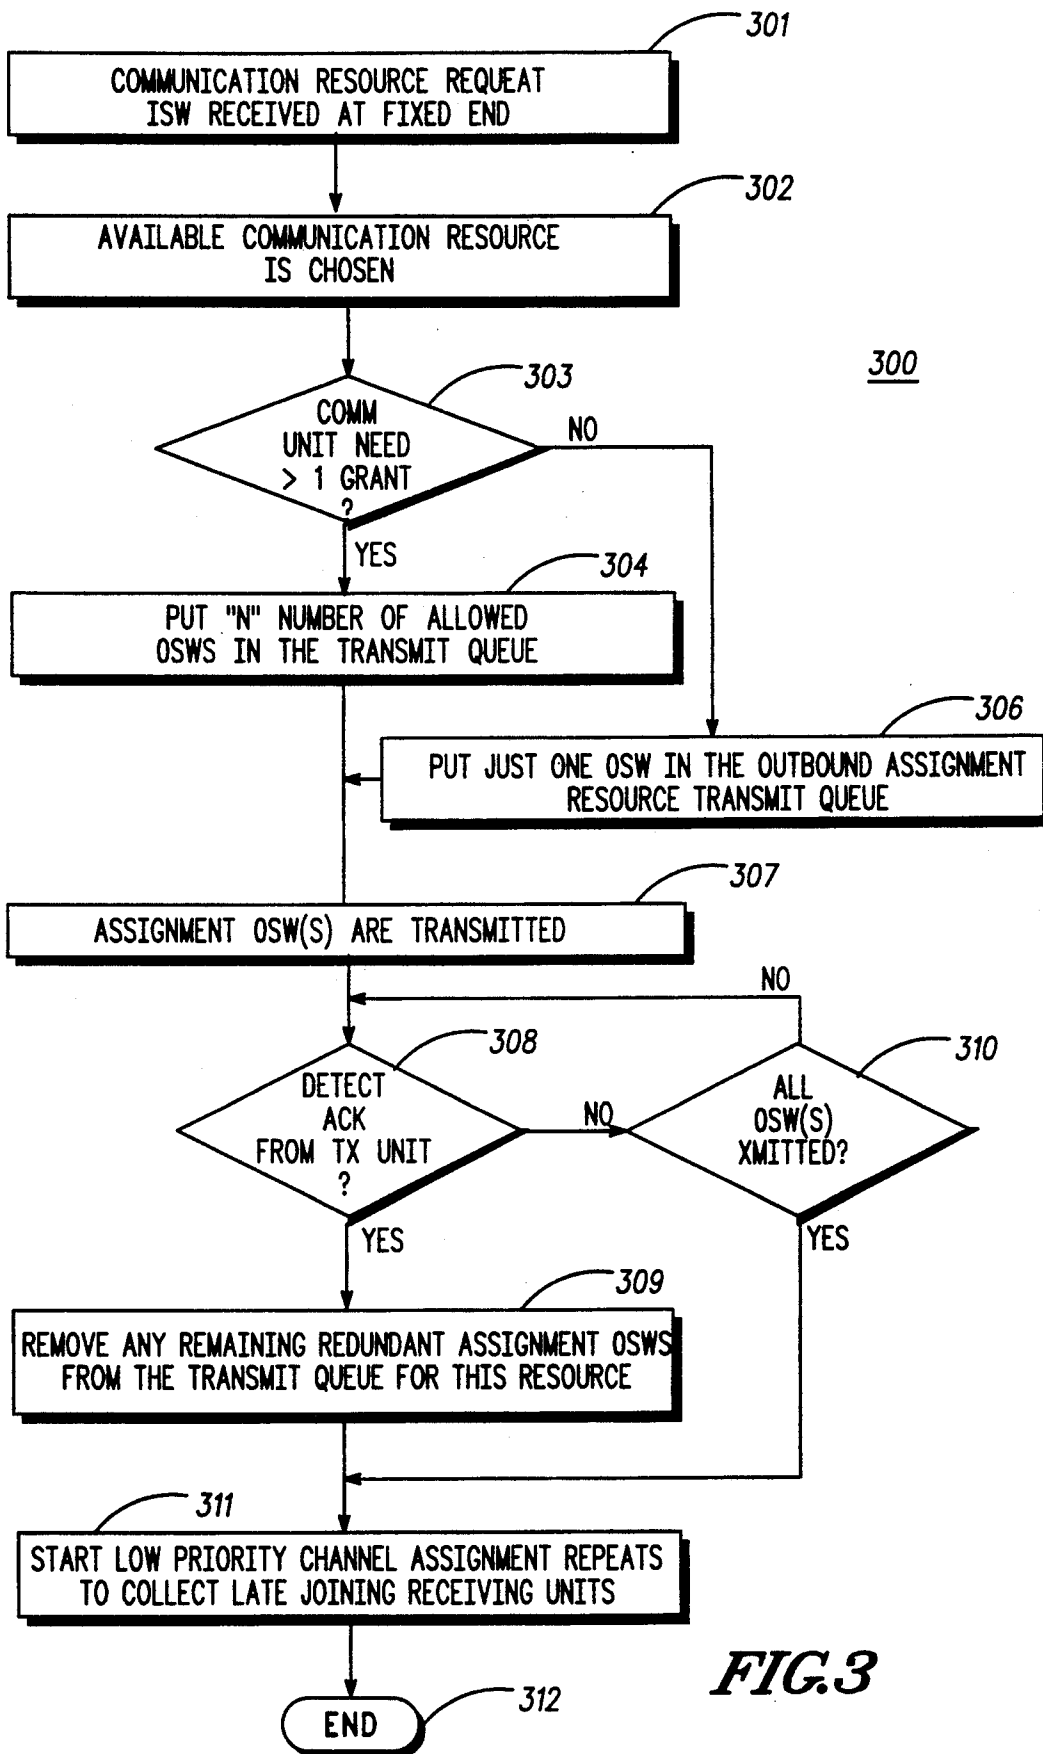 301
COMMUNICATION RESOURCE REQUEAT
ISW RECEIVED AT FIXED END
302
AVAILABLE COMMUNICATION RESOURCE
IS CHOSEN
300
303
COMM
UNIT NEED
> 1 GRANT
?
NO
YES
304
PUT "N" NUMBER OF ALLOWED
OSWS IN THE TRANSMIT QUEUE
306
PUT JUST ONE OSW IN THE OUTBOUND ASSIGNMENT
RESOURCE TRANSMIT QUEUE
307
ASSIGNMENT OSW(S) ARE TRANSMITTED
NO
308
DETECT
ACK
FROM TX UNIT
?
NO
310
ALL
OSW(S)
XMITTED?
YES
YES
309
REMOVE ANY REMAINING REDUNDANT ASSIGNMENT OSWS
FROM THE TRANSMIT QUEUE FOR THIS RESOURCE
311
START LOW PRIORITY CHANNEL ASSIGNMENT REPEATS
TO COLLECT LATE JOINING RECEIVING UNITS
END
312
FIG.3